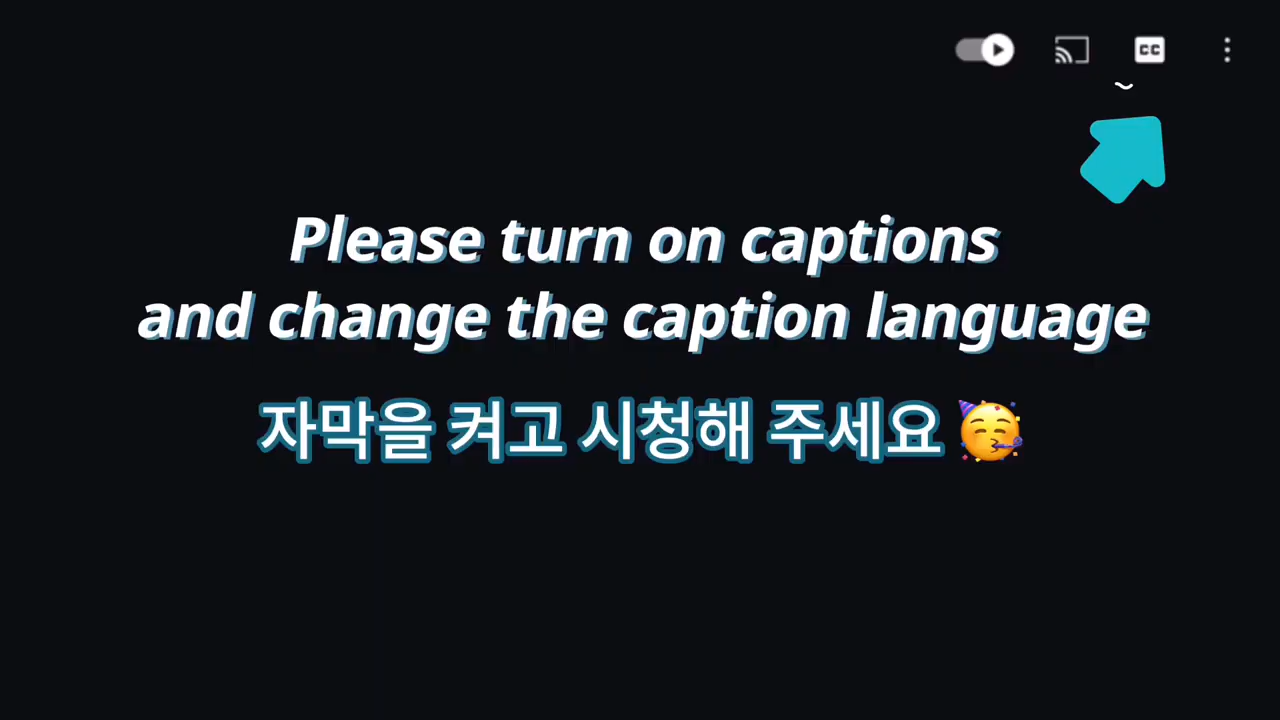 CC
Please turn on captions
and change the caption language
자막을 켜고 시청해 주세요 🥳